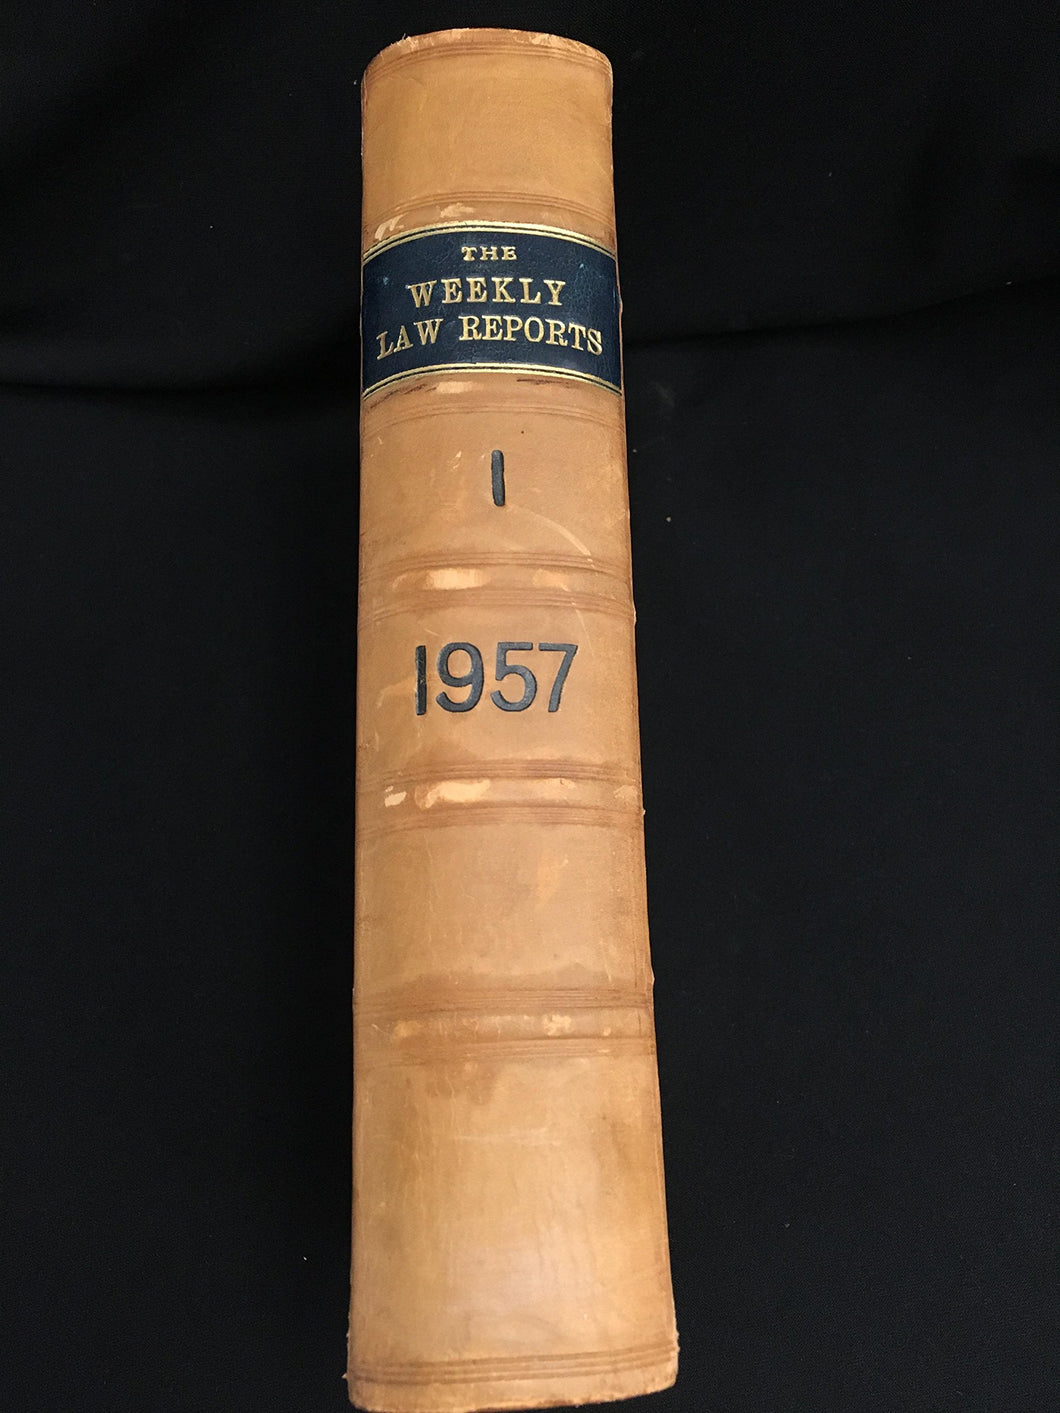 THE
WEEKLY
LAW REPORTS
1
1957